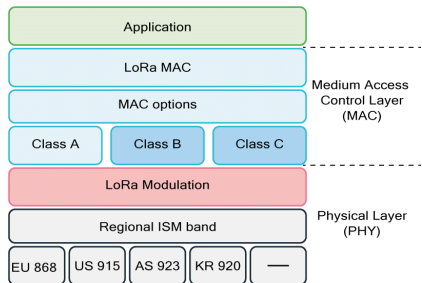 Application
LoRa MAC
MAC options
Class A
Class B
Class C
Medium Access
Control Layer
(MAC)
LoRa Modulation
Regional ISM band
EU 868
US 915
AS 923
KR 920
Physical Layer
(PHY)